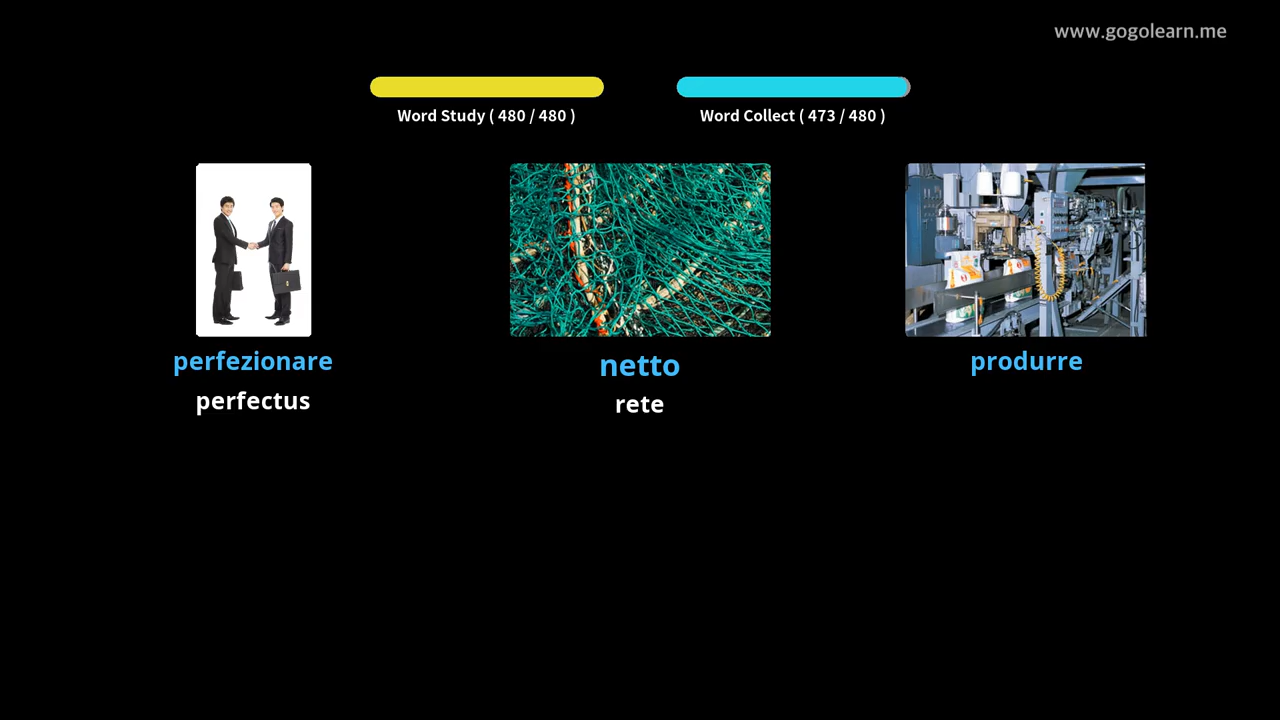 www.gogolearn.me
Word Study ( 480 / 480 )
Word Collect ( 473 / 480 )
perfezionare
perfectus
netto
rete
produrre